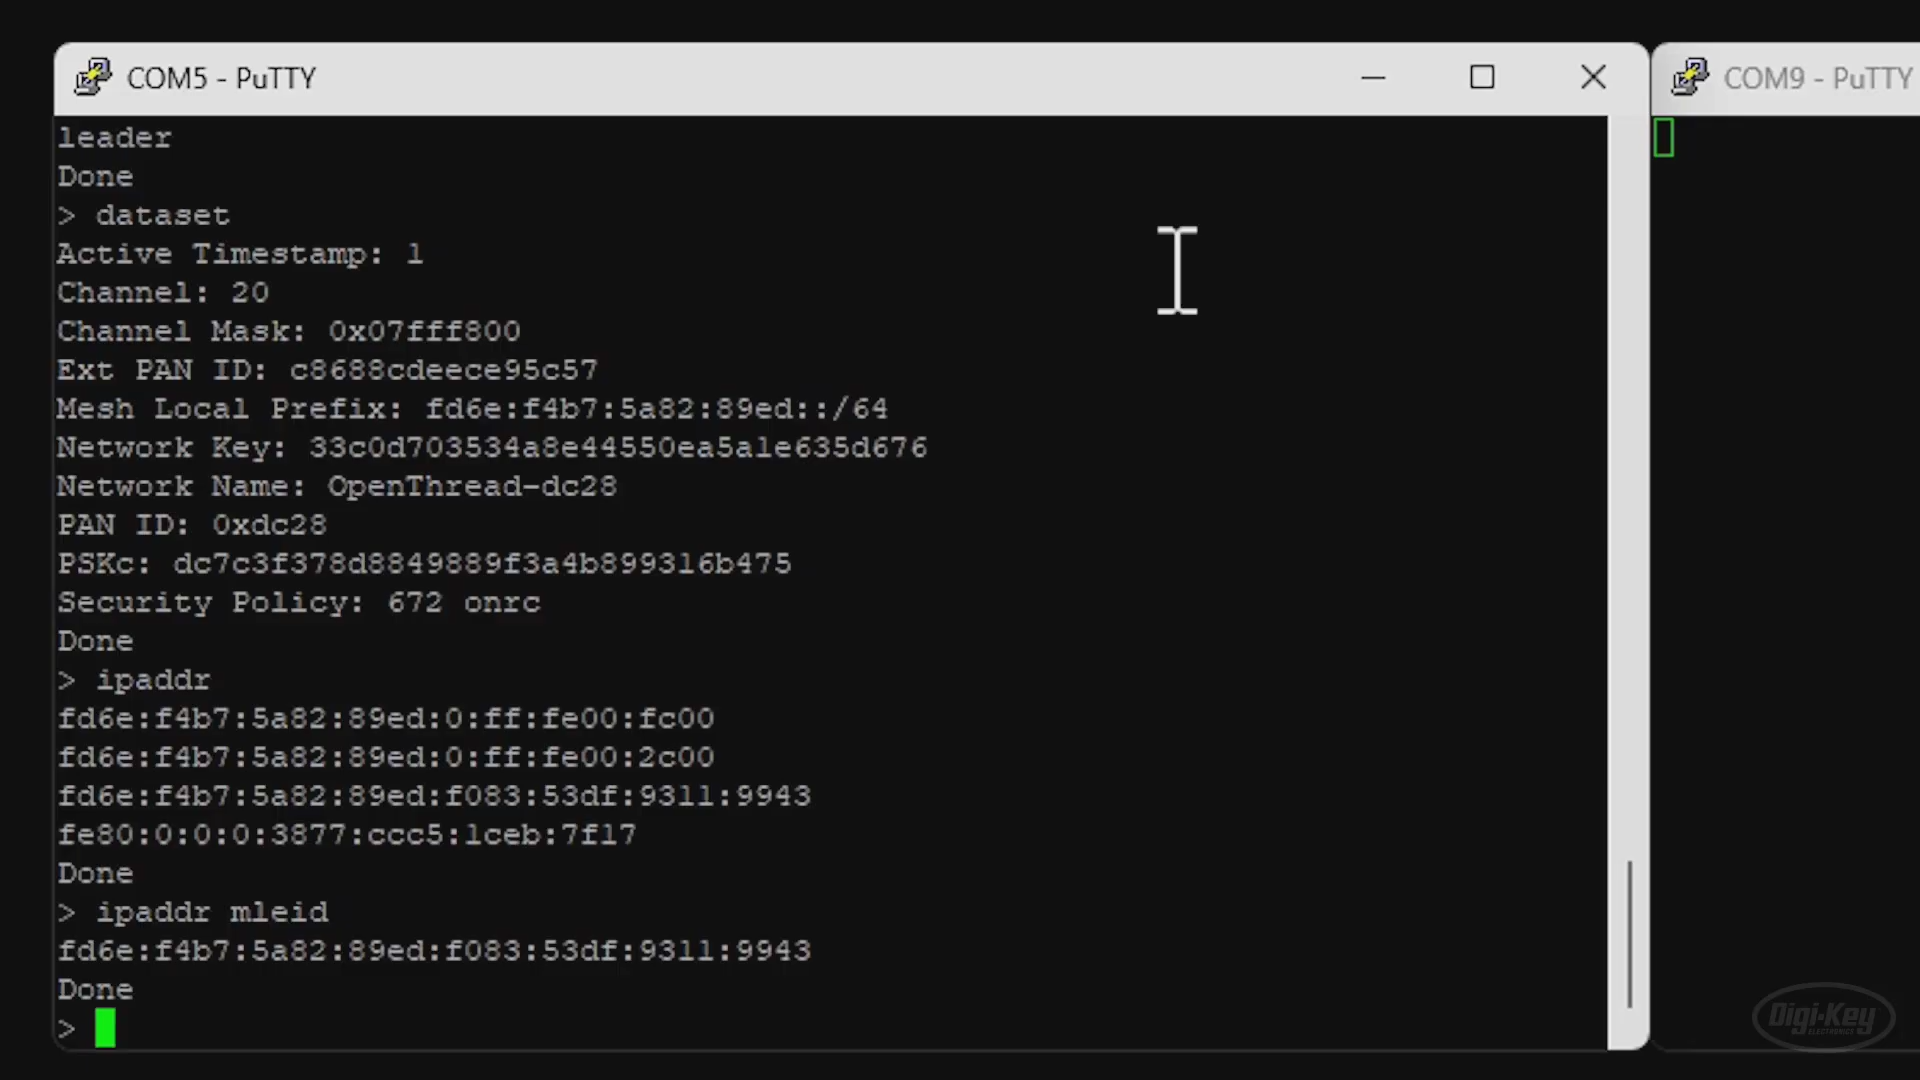 COM5 - PuTTY
COM9 - PuTTY
leader
Done
> dataset
Active Timestamp: 1
Channel: 20
Channel Mask: 0x07fff800
Ext PAN ID: c8688cdeece95c57
Mesh Local Prefix: fd6e:f4b7:5a82:89ed::/64
Network Key: 33c0d703534a8e44550ea5a1e635d676
Network Name: OpenThread-dc28
PAN ID: 0xdc28
PSKc: dc7c3f378d8849889f3a4b899316b475
Security Policy: 672 onrc
Done
> ipaddr
fd6e:f4b7:5a82:89ed:0:ff:fe00:fc00
fd6e:f4b7:5a82:89ed:0:ff:fe00:2c00
fd6e:f4b7:5a82:89ed:f083:53df:9311:9943
fe80:0:0:0:3877:ccc5:1ceb:7f17
Done
> ipaddr mleid
fd6e:f4b7:5a82:89ed:f083:53df:9311:9943
Done
>
Digi-Key
ELECTRONICS